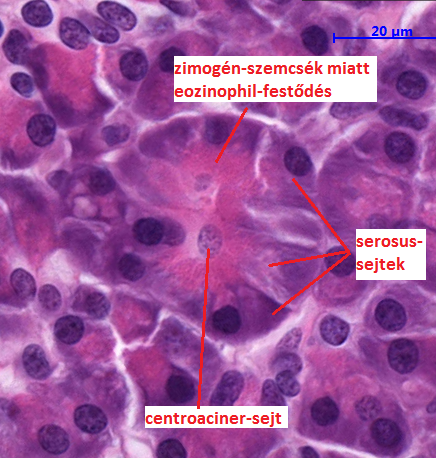 20 µm
zimogén-szemcsék miatt
eozinophil-festődés
serosus-
sejtek
centroaciner-sejt